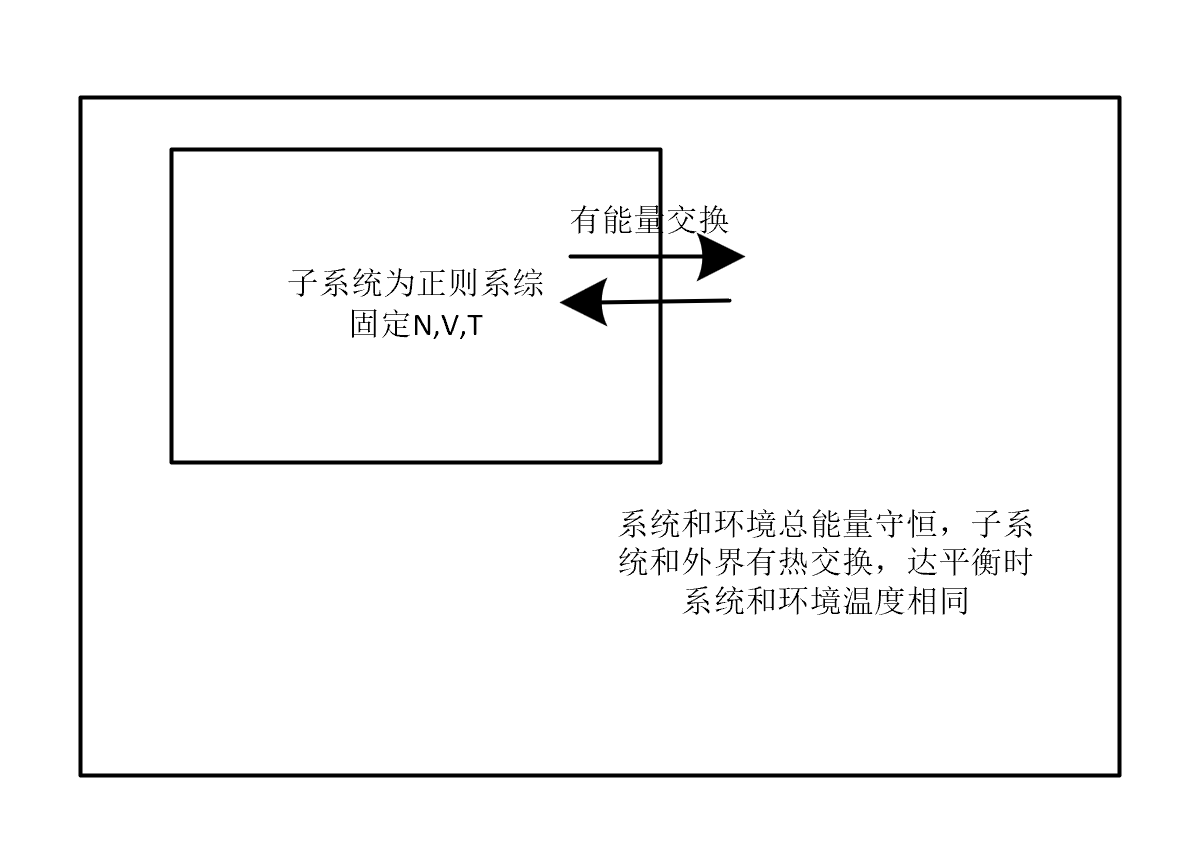 有能量交换
子系统为正则系综
固定N,V,T
系统和环境总能量守恒，子系
统和外界有热交换，达平衡时
系统和环境温度相同